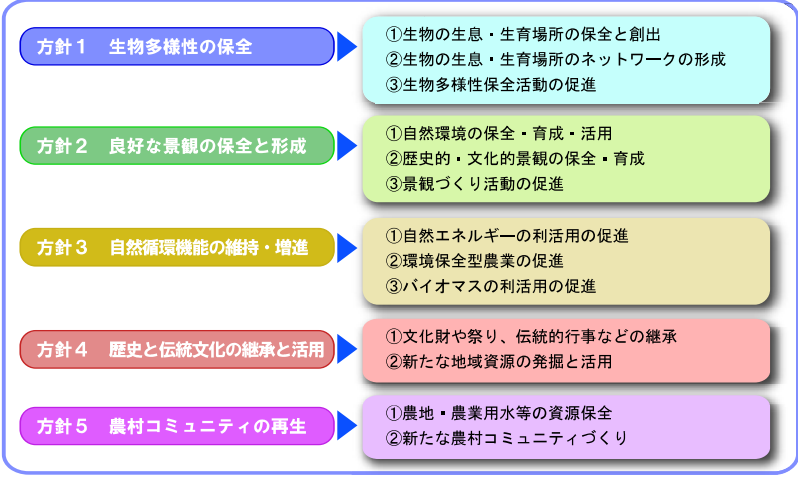 方針１　生物多様性の保全
①生物の生息・生育場所の保全と創出
②生物の生息・生育場所のネットワークの形成
③生物多様性保全活動の促進
方針２　良好な景観の保全と形成
①自然環境の保全・育成・活用
②歴史的・文化的景観の保全・育成
③景観づくり活動の促進
方針３　自然循環機能の維持・増進
①自然エネルギーの利活用の促進
②環境保全型農業の促進
③バイオマスの利活用の促進
方針４　歴史と伝統文化の継承と活用
①文化財や祭り、伝統的行事などの継承
②新たな地域資源の発掘と活用
方針５　農村コミュニティの再生
①農地・農業用水等の資源保全
②新たな農村コミュニティづくり